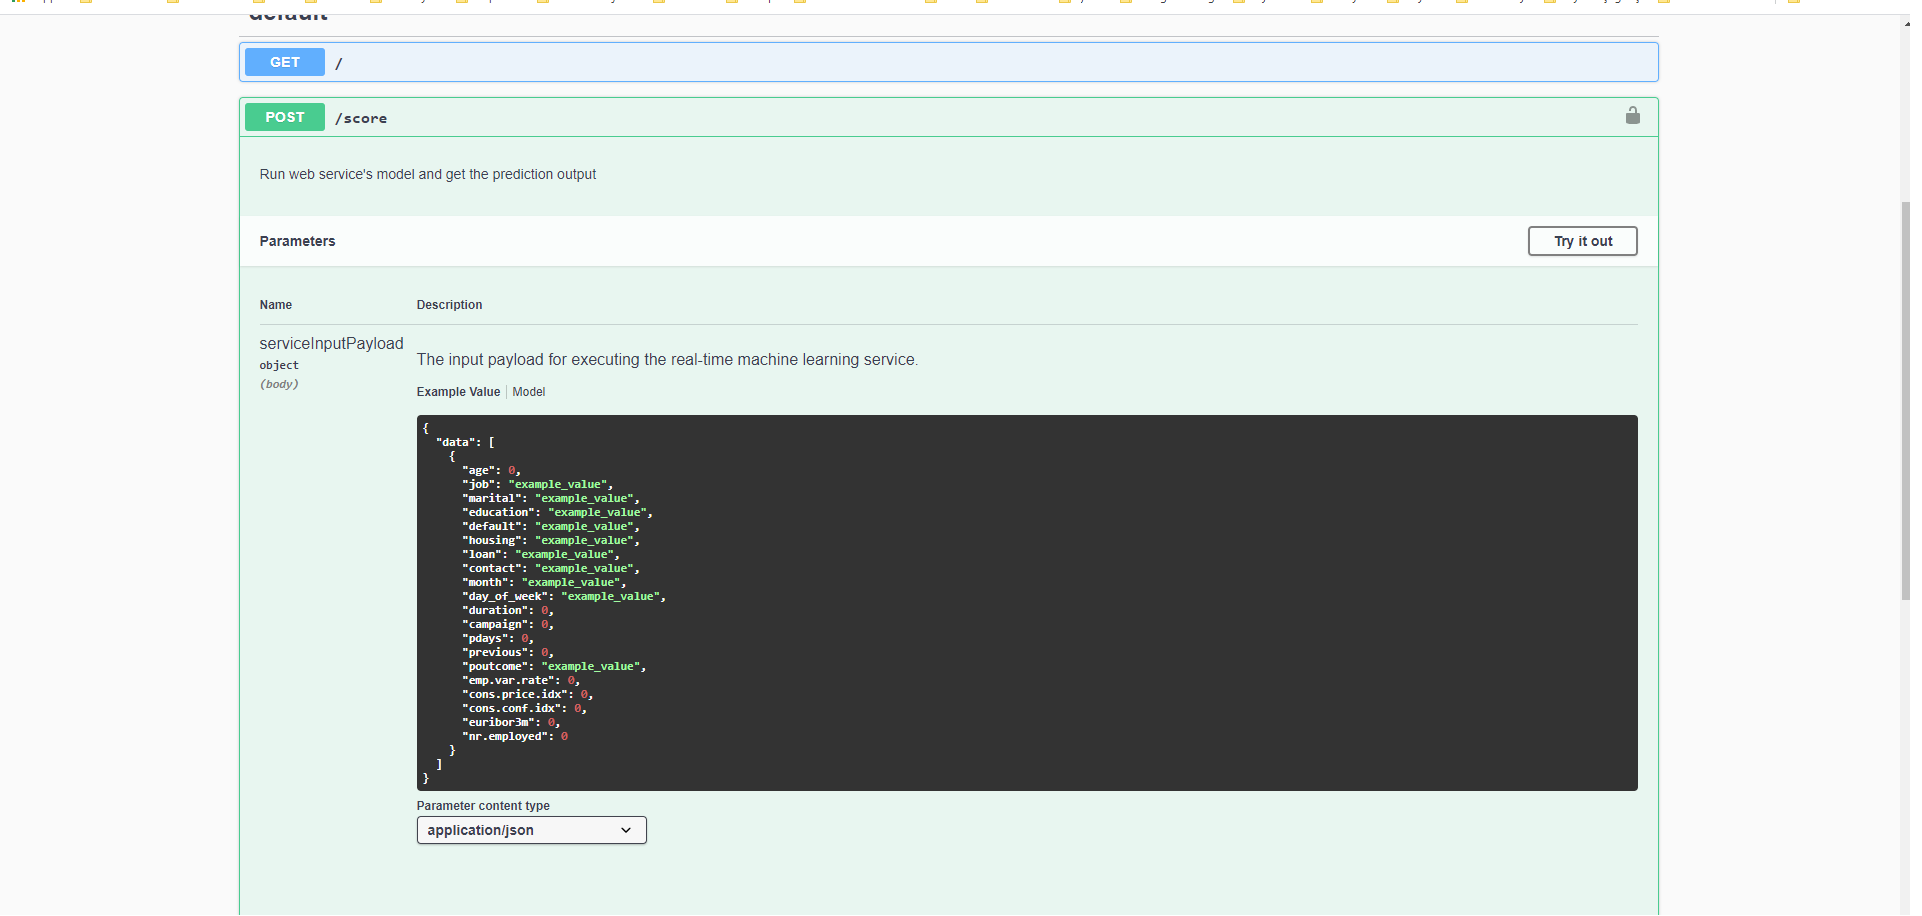 default
GET /
POST /score
Run web service's model and get the prediction output
Parameters
Try it out
Name Description
serviceInputPayload
object
(body)
The input payload for executing the real-time machine learning service.
Example Value Model
{
"data": [
{
"age": 0,
"job": "example_value",
"marital": "example_value",
"education": "example_value",
"default": "example_value",
"housing": "example_value",
"loan": "example_value",
"contact": "example_value",
"month": "example_value",
"day_of_week": "example_value",
"duration": 0,
"campaign": 0,
"pdays": 0,
"previous": 0,
"poutcome": "example_value",
"emp.var.rate": 0,
"cons.price.idx": 0,
"cons.conf.idx": 0,
"euribor3m": 0,
"nr.employed": 0
}
]
}
Parameter content type
application/json